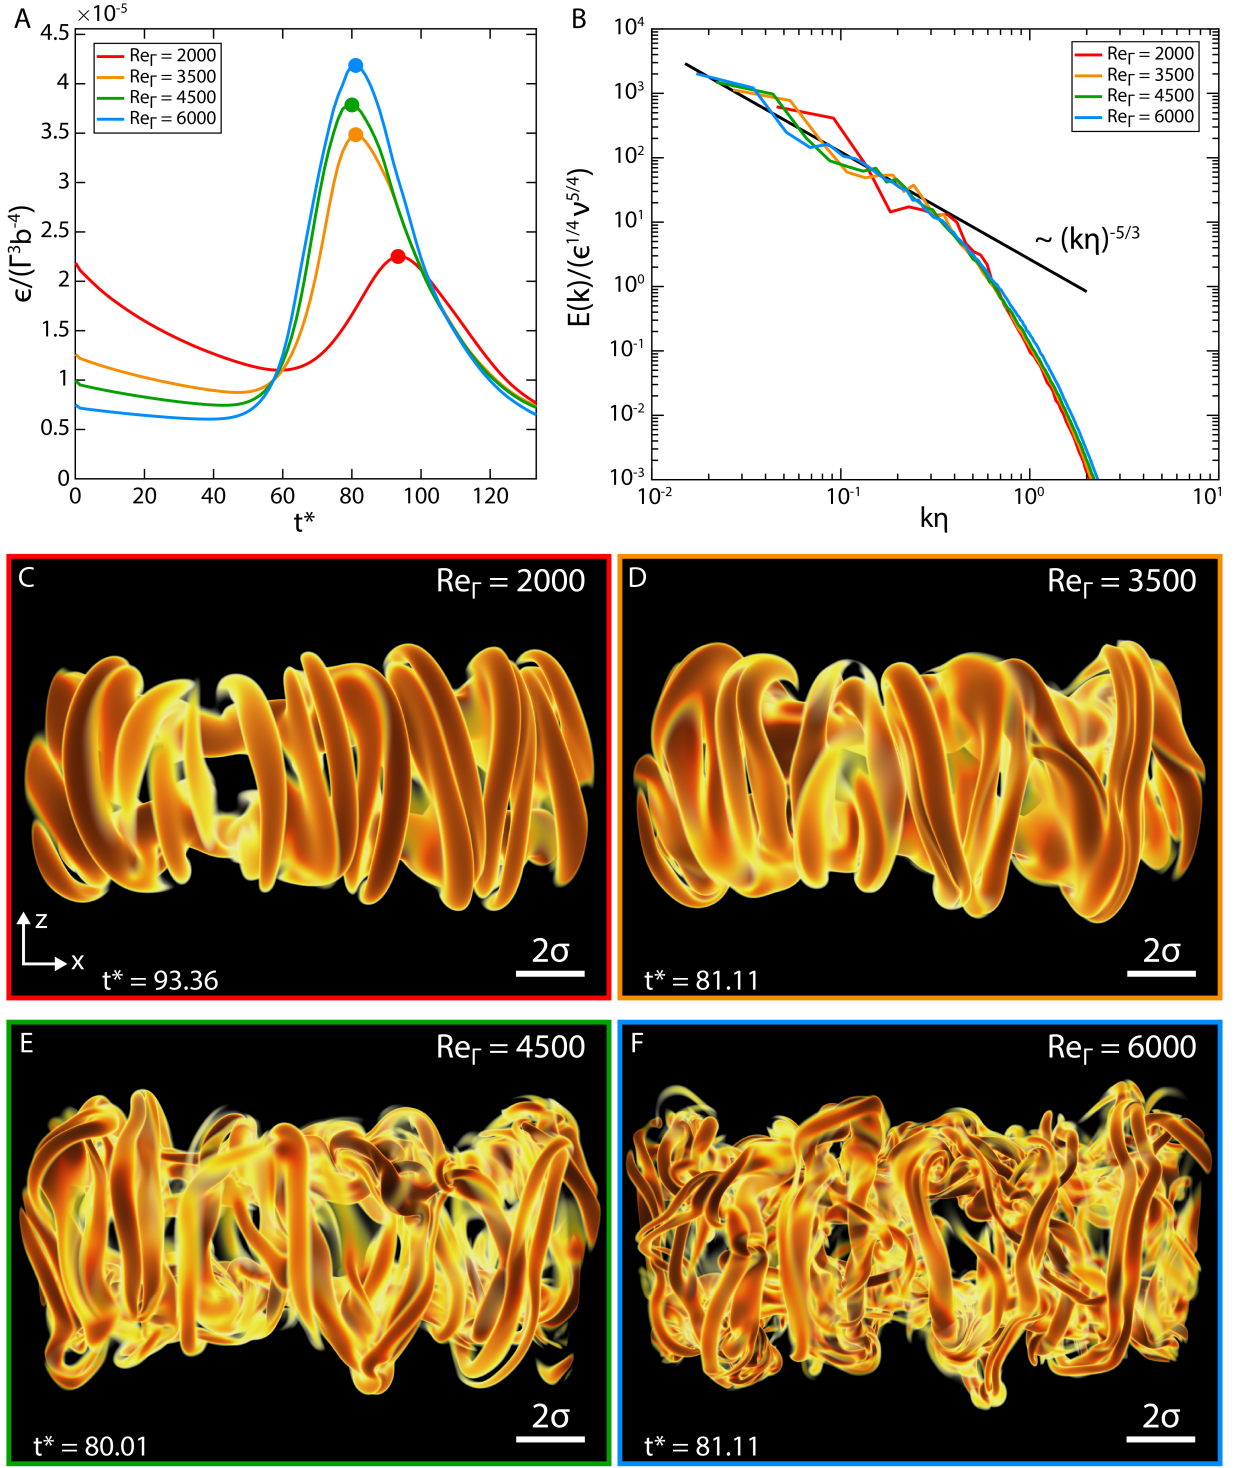 A
×10⁻⁵
4.5
4
3.5
3
2.5
2
1.5
1
0.5
0
0 20 40 60 80 100 120
t*
ϵ/(Γ³b⁻⁴)
Re_Γ = 2000
Re_Γ = 3500
Re_Γ = 4500
Re_Γ = 6000
B
10⁴
10³
10²
10¹
10⁰
10⁻¹
10⁻²
10⁻³
10⁻² 10⁻¹ 10⁰ 10¹
kη
E(k)/(ϵ^1/4 ν^5/4)
Re_Γ = 2000
Re_Γ = 3500
Re_Γ = 4500
Re_Γ = 6000
~ (kη)^-5/3
C
Re_Γ = 2000
z
x
t* = 93.36
2σ
D
Re_Γ = 3500
t* = 81.11
2σ
E
Re_Γ = 4500
t* = 80.01
2σ
F
Re_Γ = 6000
t* = 81.11
2σ